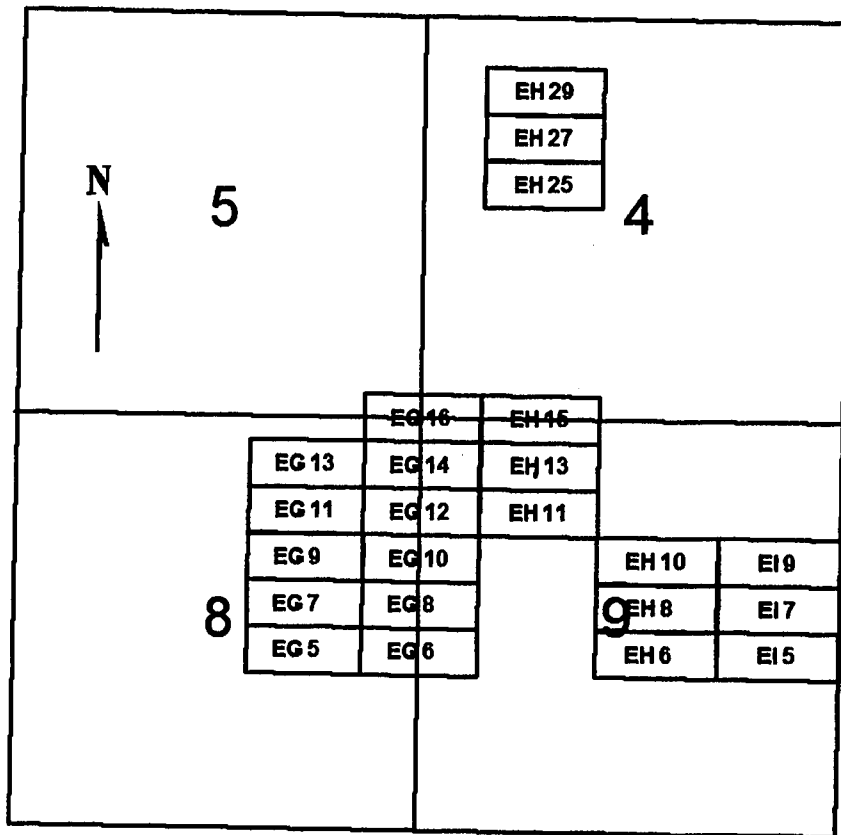 EH 29
EH 27
EH 25
N
5
4
EG 16
EH 15
EG 13
EG 14
EH 13
EG 11
EG 12
EH 11
EG 9
EG 10
EH 10
EI 9
8
EG 7
EG 8
9
EH 8
EI 7
EG 5
EG 6
EH 6
EI 5